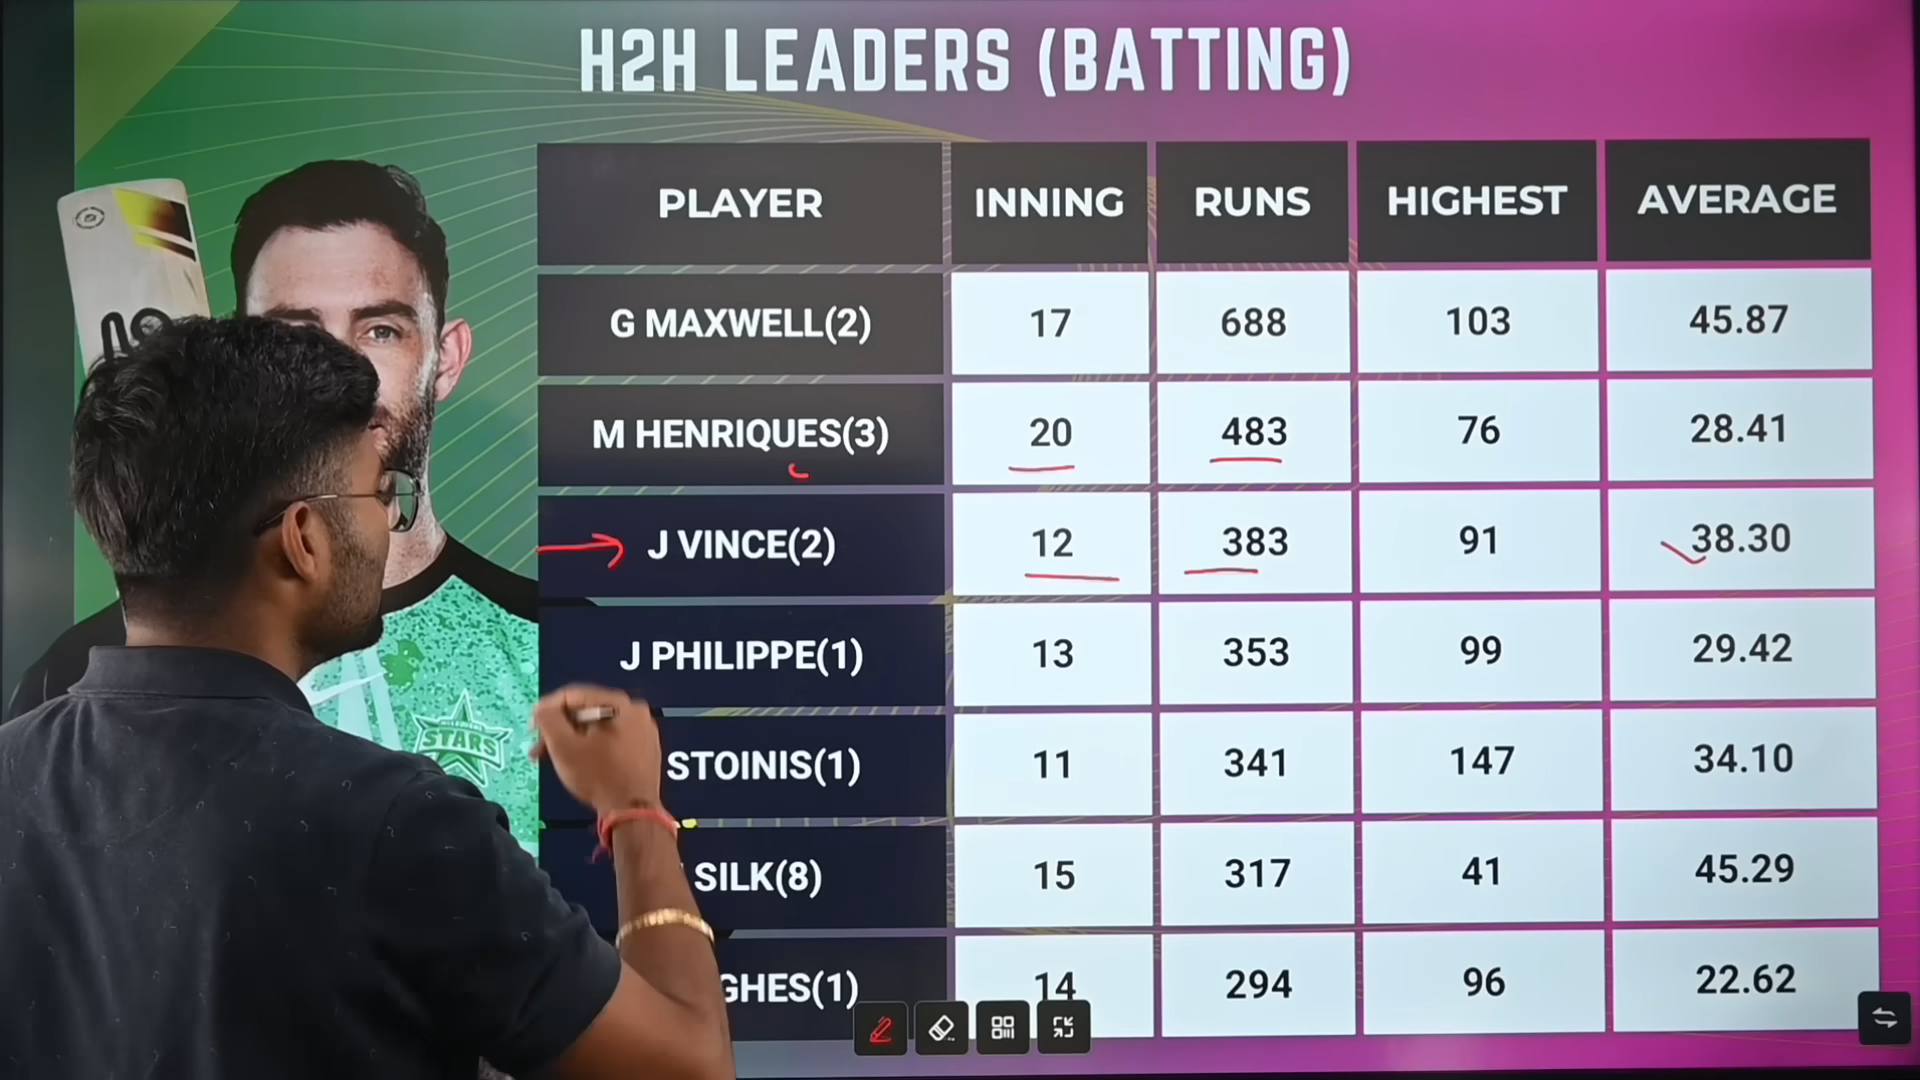 H2H LEADERS (BATTING)
PLAYER INNING RUNS HIGHEST AVERAGE
G MAXWELL(2) 17 688 103 45.87
M HENRIQUES(3) 20 483 76 28.41
J VINCE(2) 12 383 91 38.30
J PHILIPPE(1) 13 353 99 29.42
STOINIS(1) 11 341 147 34.10
SILK(8) 15 317 41 45.29
GHES(1) 14 294 96 22.62
STARS